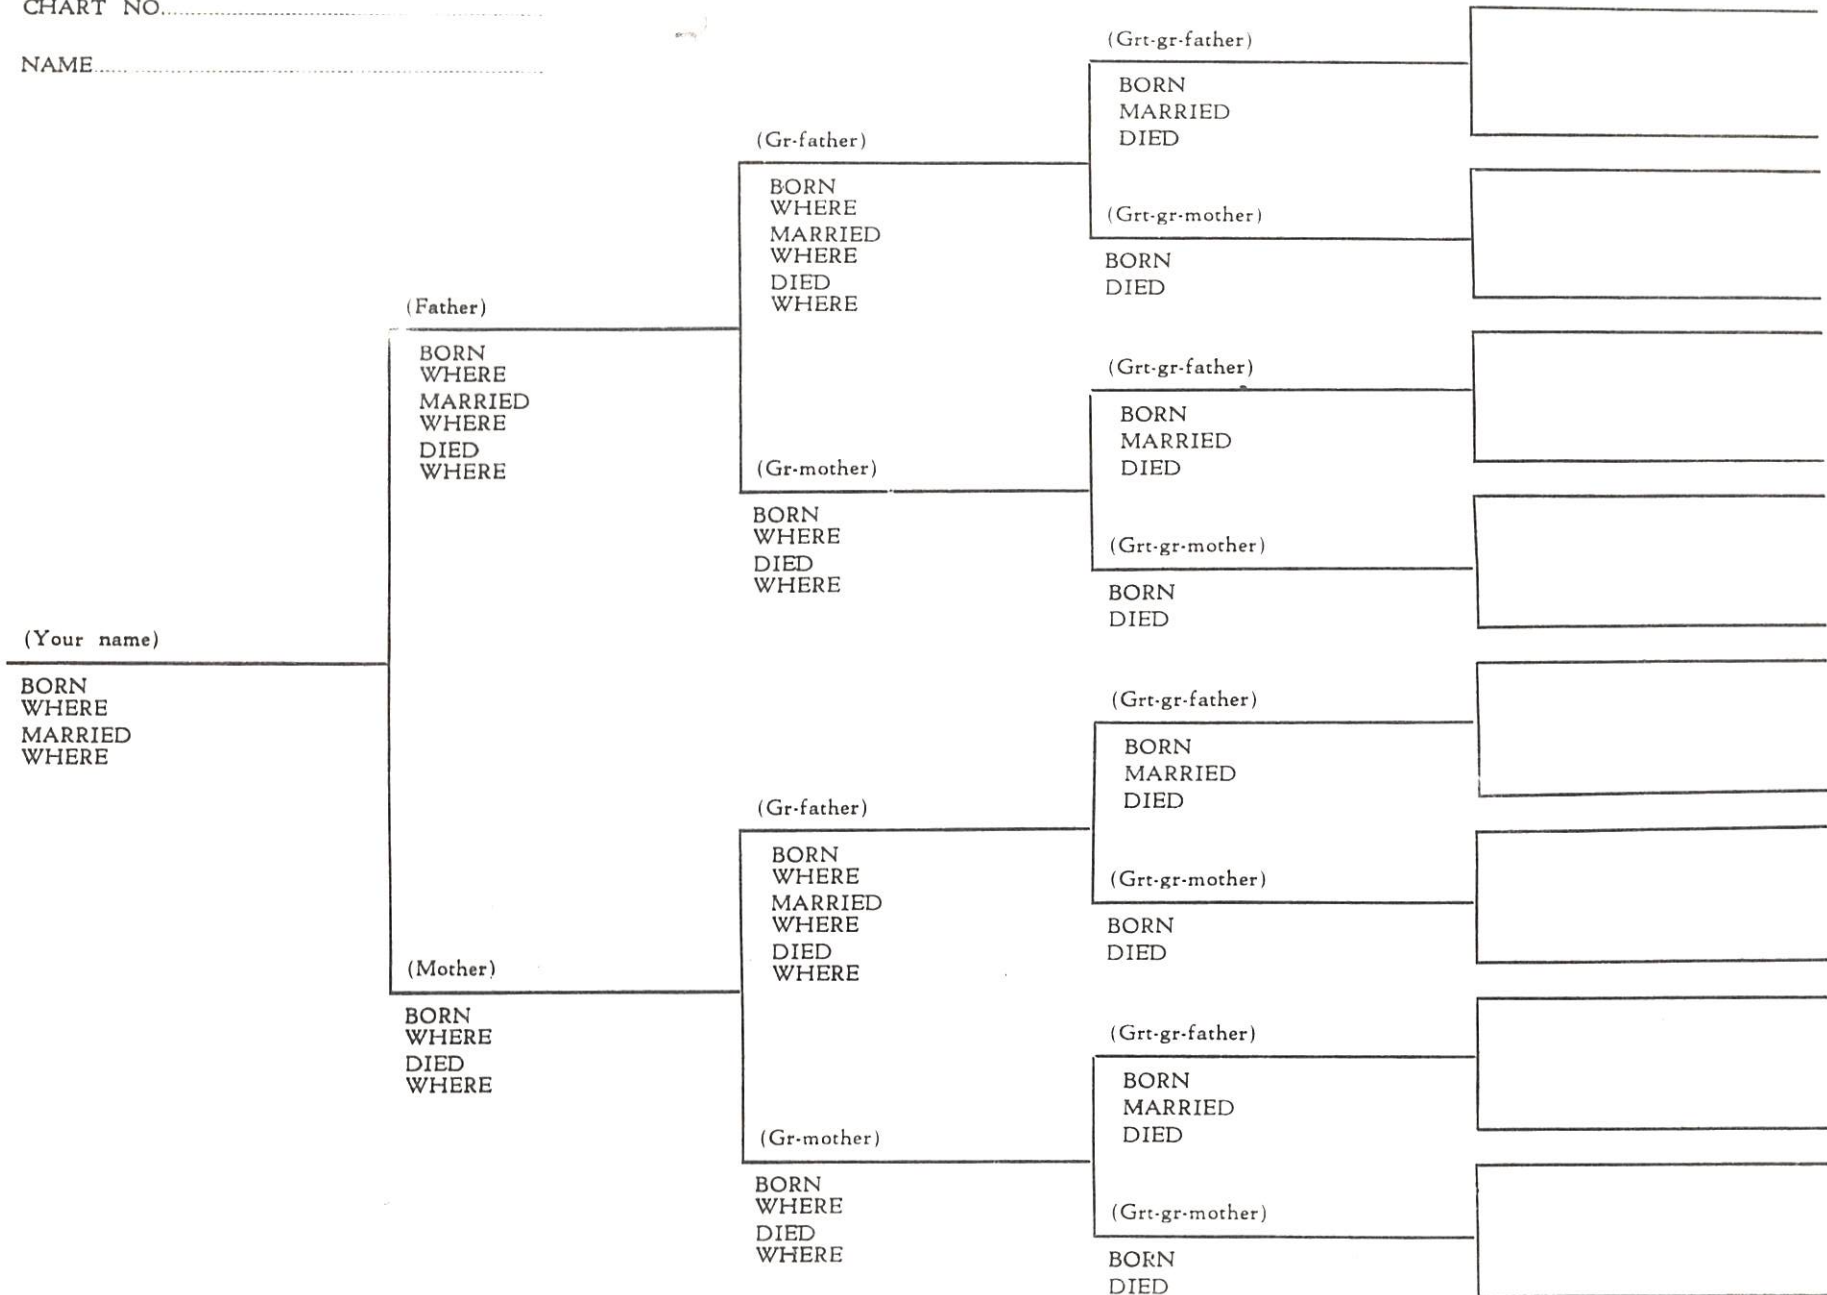 CHART NO.
NAME
(Your name)
BORN
WHERE
MARRIED
WHERE
(Father)
BORN
WHERE
MARRIED
WHERE
DIED
WHERE
(Mother)
BORN
WHERE
DIED
WHERE
(Gr-father)
BORN
WHERE
MARRIED
WHERE
DIED
WHERE
(Gr-mother)
BORN
WHERE
DIED
WHERE
(Gr-father)
BORN
WHERE
MARRIED
WHERE
DIED
WHERE
(Gr-mother)
BORN
WHERE
DIED
WHERE
(Grt-gr-father)
BORN
MARRIED
DIED
(Grt-gr-mother)
BORN
DIED
(Grt-gr-father)
BORN
MARRIED
DIED
(Grt-gr-mother)
BORN
DIED
(Grt-gr-father)
BORN
MARRIED
DIED
(Grt-gr-mother)
BORN
DIED
(Grt-gr-father)
BORN
MARRIED
DIED
(Grt-gr-mother)
BORN
DIED